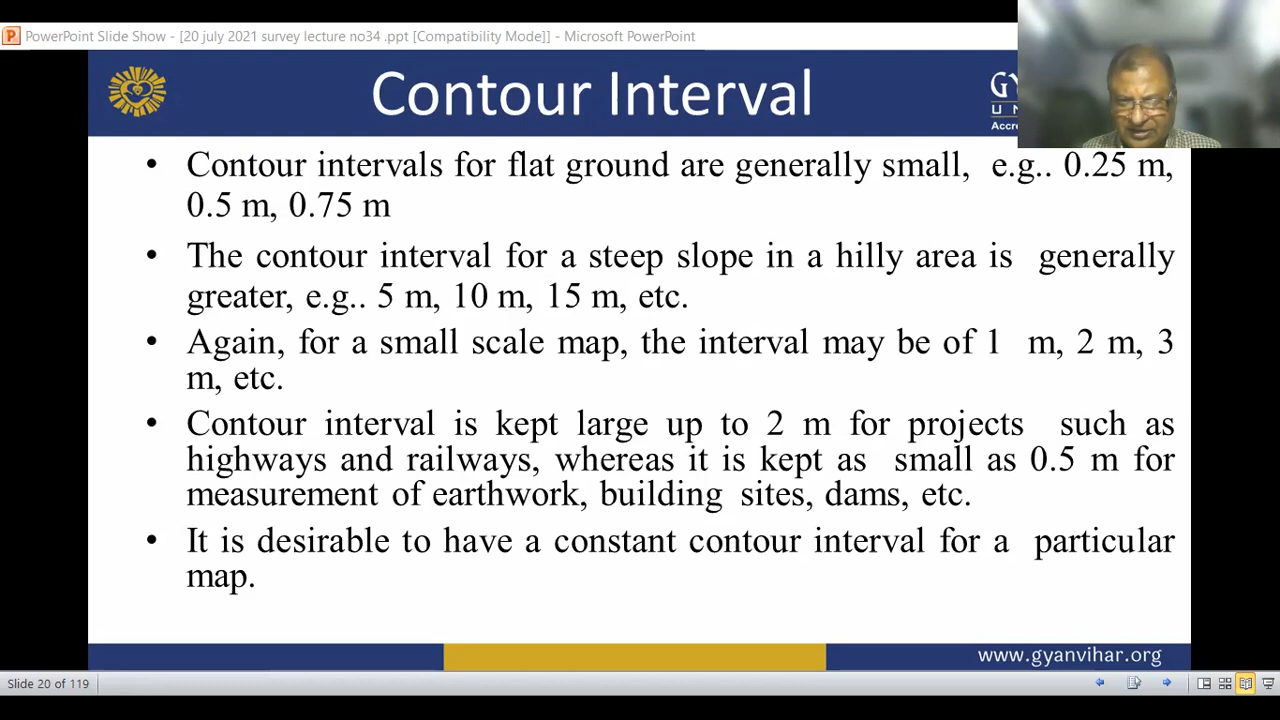 PowerPoint Slide Show - [20 july 2021 survey lecture no34 .ppt [Compatibility Mode]] - Microsoft PowerPoint
Contour Interval
GY
U N
Accre
• Contour intervals for flat ground are generally small, e.g.. 0.25 m,
0.5 m, 0.75 m
• The contour interval for a steep slope in a hilly area is generally
greater, e.g.. 5 m, 10 m, 15 m, etc.
• Again, for a small scale map, the interval may be of 1 m, 2 m, 3
m, etc.
• Contour interval is kept large up to 2 m for projects such as
highways and railways, whereas it is kept as small as 0.5 m for
measurement of earthwork, building sites, dams, etc.
• It is desirable to have a constant contour interval for a particular
map.
www.gyanvihar.org
Slide 20 of 119